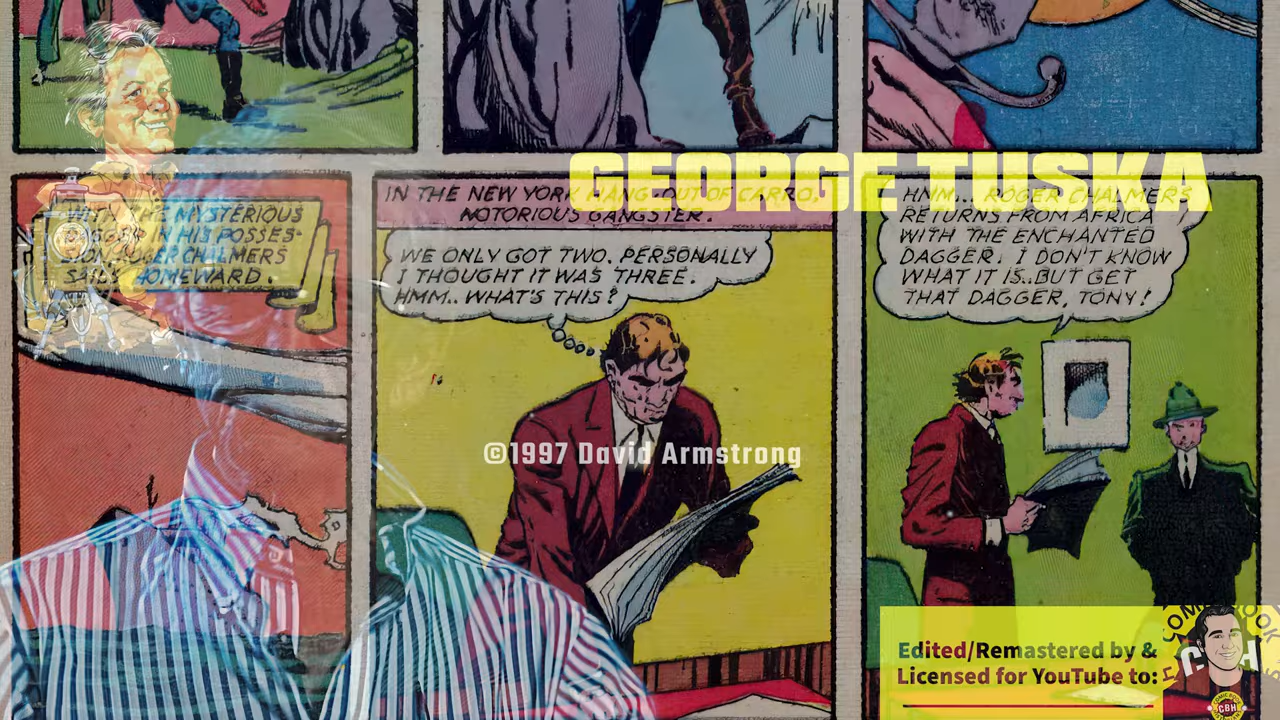 GEORGE TUSKA
WITH THE MYSTERIOUS
DAGGER IN HIS POSSES-
SION, ROGER CHALMERS
SAILS HOMEWARD.
IN THE NEW YORK HANG-OUT OF CARRO,
NOTORIOUS GANGSTER.
WE ONLY GOT TWO. PERSONALLY
I THOUGHT IT WAS THREE.
HMM.. WHAT'S THIS?
HMM... ROGER CHALMERS
RETURNS FROM AFRICA
WITH THE ENCHANTED
DAGGER. I DON'T KNOW
WHAT IT IS..BUT GET
THAT DAGGER, TONY!
©1997 David Armstrong
Edited/Remastered by &
Licensed for YouTube to:
COMIC BOOK
CBH